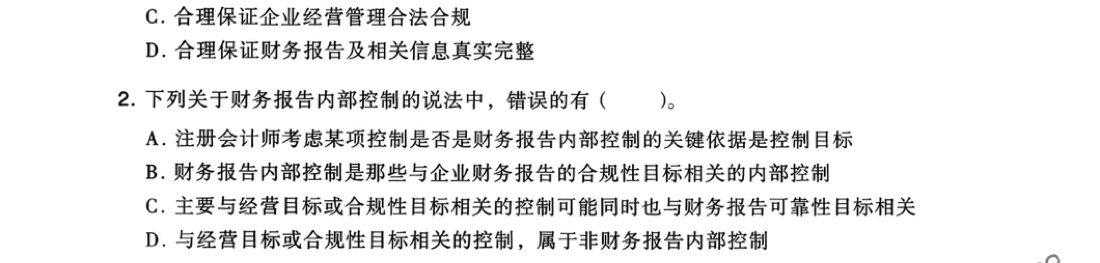 C. 合理保证企业经营管理合法合规
D. 合理保证财务报告及相关信息真实完整
2. 下列关于财务报告内部控制的说法中，错误的有（　　）。
A. 注册会计师考虑某项控制是否是财务报告内部控制的关键依据是控制目标
B. 财务报告内部控制是那些与企业财务报告的合规性目标相关的内部控制
C. 主要与经营目标或合规性目标相关的控制可能同时也与财务报告可靠性目标相关
D. 与经营目标或合规性目标相关的控制，属于非财务报告内部控制